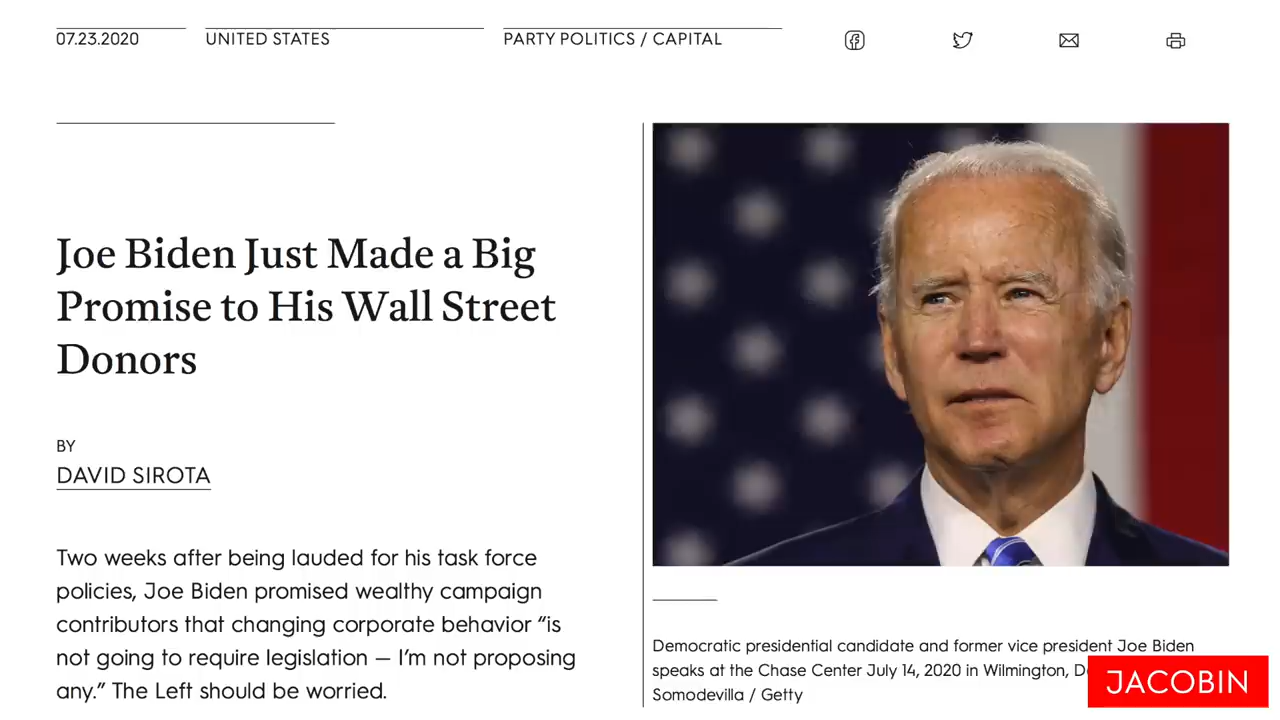 07.23.2020
UNITED STATES
PARTY POLITICS / CAPITAL
Joe Biden Just Made a Big
Promise to His Wall Street
Donors
BY
DAVID SIROTA
Two weeks after being lauded for his task force
policies, Joe Biden promised wealthy campaign
contributors that changing corporate behavior “is
not going to require legislation — I’m not proposing
any.” The Left should be worried.
Democratic presidential candidate and former vice president Joe Biden
speaks at the Chase Center July 14, 2020 in Wilmington,
Somodevilla / Getty
JACOBIN